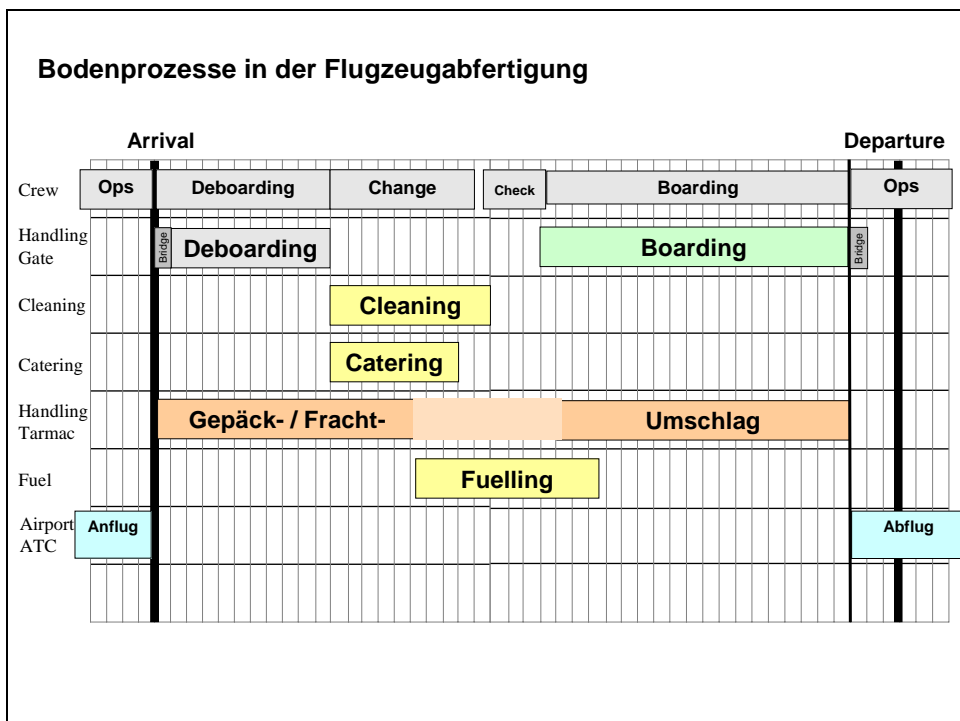 Bodenprozesse in der Flugzeugabfertigung
Arrival
Departure
Crew
Ops
Deboarding
Change
Check
Boarding
Ops
Handling
Gate
Bridge
Deboarding
Boarding
Bridge
Cleaning
Cleaning
Catering
Catering
Handling
Tarmac
Gepäck- / Fracht-
Umschlag
Fuel
Fuelling
Airport
ATC
Anflug
Abflug